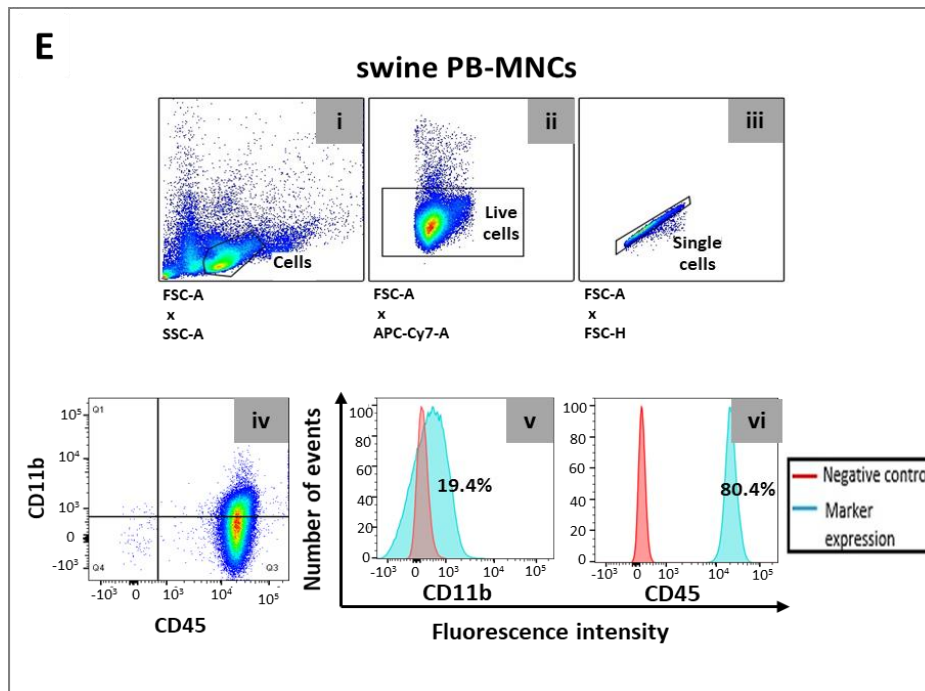 E
swine PB-MNCs
i
ii
iii
Cells
Live
cells
Single
cells
FSC-A
x
SSC-A
FSC-A
x
APC-Cy7-A
FSC-A
x
FSC-H
iv
v
vi
CD11b
10⁵
10⁴
10³
0
-10³
Q1
Q4
Q3
-10³ 0 10³ 10⁴ 10⁵
CD45
Number of events
100
80
60
40
20
0
19.4%
-10³ 0 10³ 10⁴ 10⁵
CD11b
100
80
60
40
20
0
80.4%
-10³ 0 10³ 10⁴ 10⁵
CD45
Fluorescence intensity
Negative control
Marker
expression